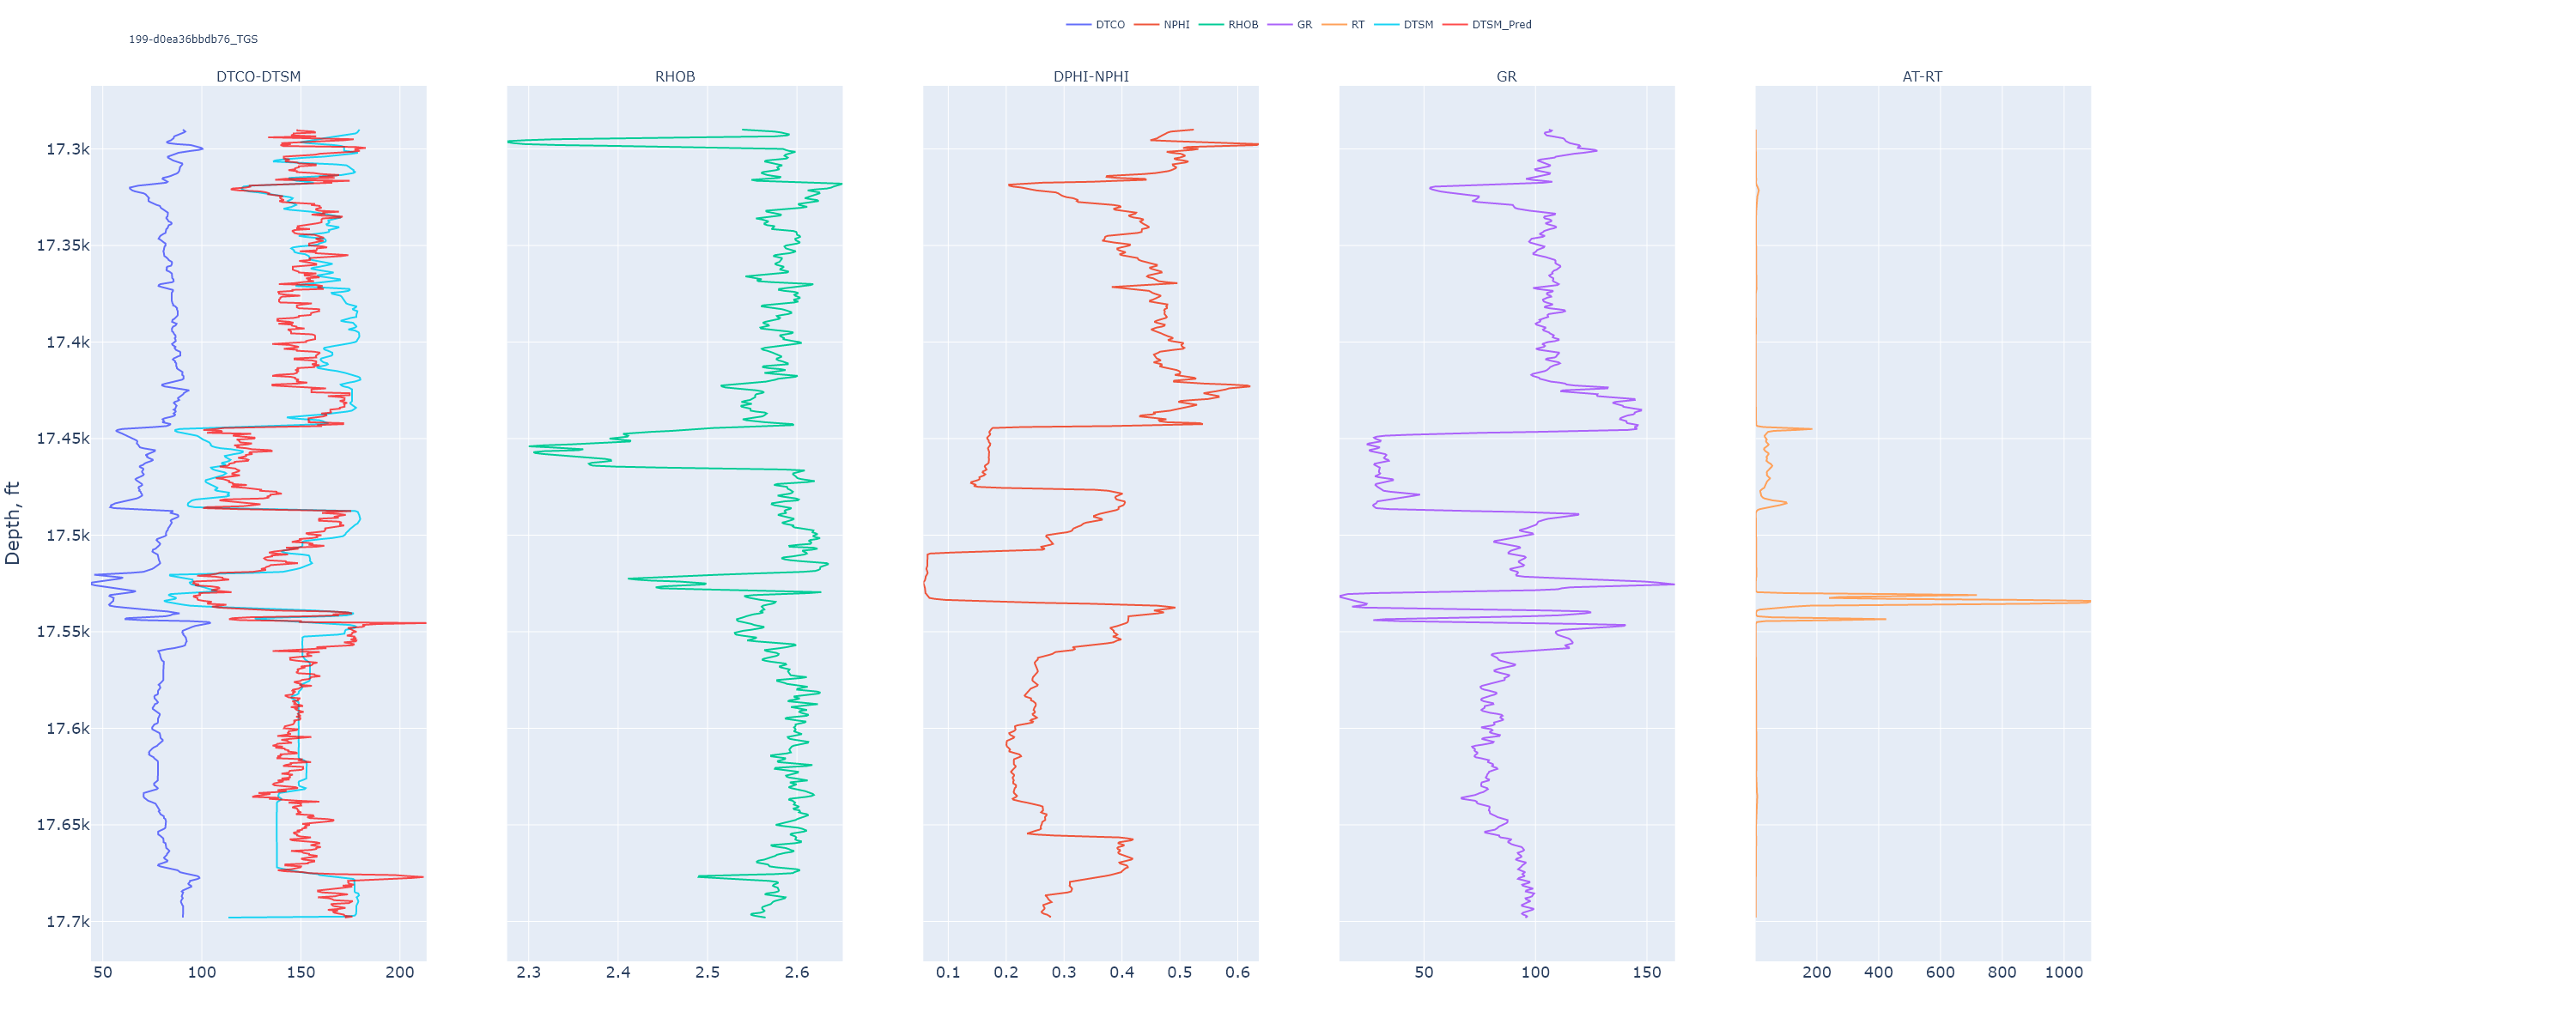 DTCO NPHI RHOB GR RT DTSM DTSM_Pred
199-d0ea36bbdb76_TGS
DTCO-DTSM RHOB DPHI-NPHI GR AT-RT
Depth, ft
17.3k
17.35k
17.4k
17.45k
17.5k
17.55k
17.6k
17.65k
17.7k
50 100 150 200 2.3 2.4 2.5 2.6 0.1 0.2 0.3 0.4 0.5 0.6 50 100 150 200 400 600 800 1000